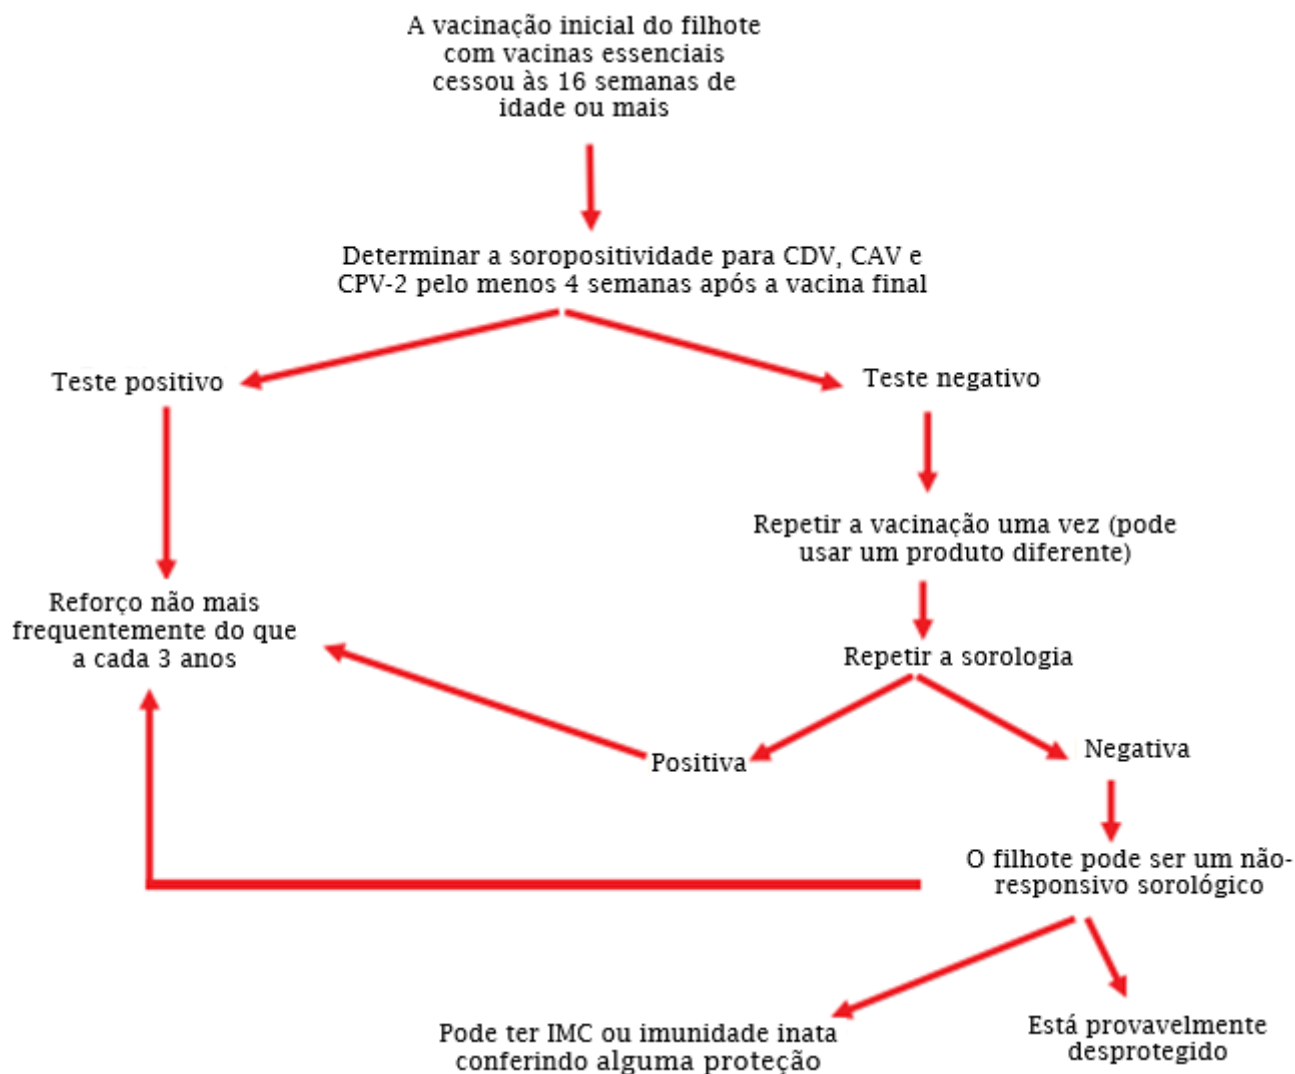 A vacinação inicial do filhote
com vacinas essenciais
cessou às 16 semanas de
idade ou mais
Determinar a soropositividade para CDV, CAV e
CPV-2 pelo menos 4 semanas após a vacina final
Teste positivo
Teste negativo
Repetir a vacinação uma vez (pode
usar um produto diferente)
Reforço não mais
frequentemente do que
a cada 3 anos
Repetir a sorologia
Positiva
Negativa
O filhote pode ser um não-
responsivo sorológico
Pode ter IMC ou imunidade inata
conferindo alguma proteção
Está provavelmente
desprotegido